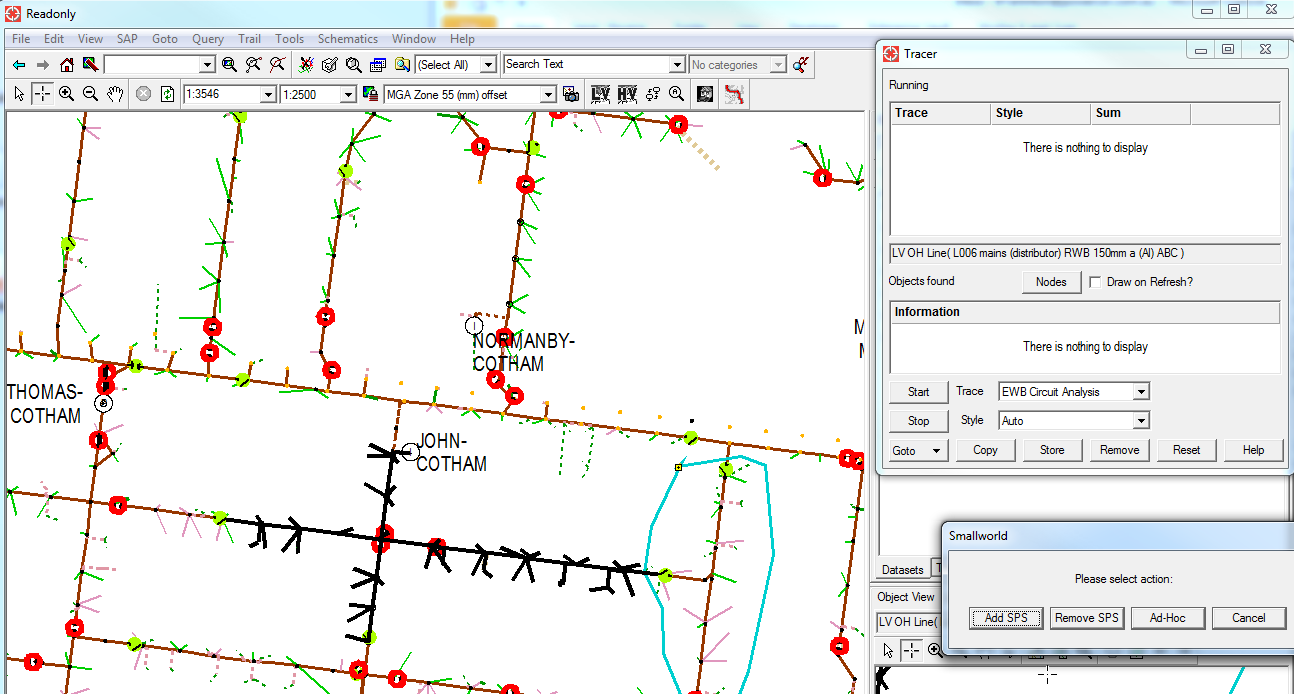 Readonly
File Edit View SAP Goto Query Trail Tools Schematics Window Help
(Select All) Search Text No categories
1:3546 1:2500 MGA Zone 55 (mm) offset LV HV
NORMANBY-
COTHAM
THOMAS-
COTHAM
JOHN-
COTHAM
M
Tracer
Running
Trace Style Sum
There is nothing to display
LV OH Line( L006 mains (distributor) RWB 150mm a (Al) ABC )
Objects found Nodes Draw on Refresh?
Information
There is nothing to display
Start Trace EWB Circuit Analysis
Stop Style Auto
Goto Copy Store Remove Reset Help
Smallworld
Please select action:
Add SPS Remove SPS Ad-Hoc Cancel
Datasets T
Object View
LV OH Line(